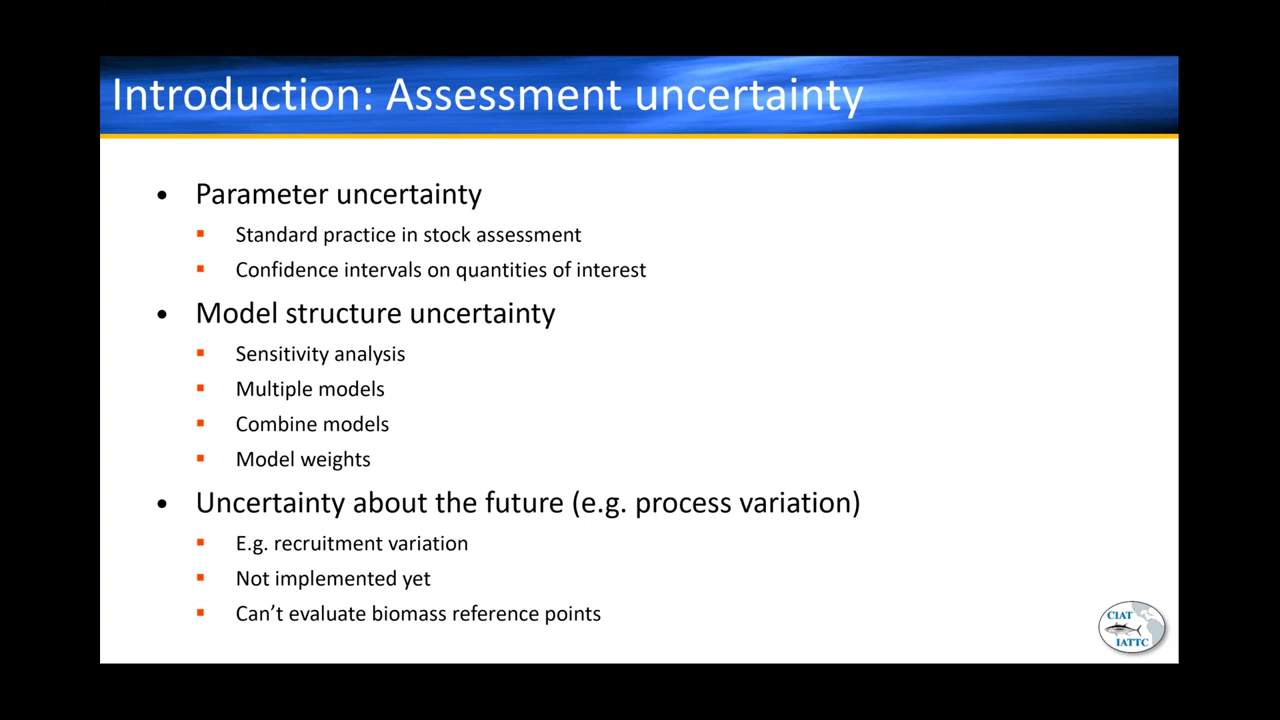 Introduction: Assessment uncertainty
• Parameter uncertainty
▪ Standard practice in stock assessment
▪ Confidence intervals on quantities of interest
• Model structure uncertainty
▪ Sensitivity analysis
▪ Multiple models
▪ Combine models
▪ Model weights
• Uncertainty about the future (e.g. process variation)
▪ E.g. recruitment variation
▪ Not implemented yet
▪ Can’t evaluate biomass reference points
CIAT
IATTC